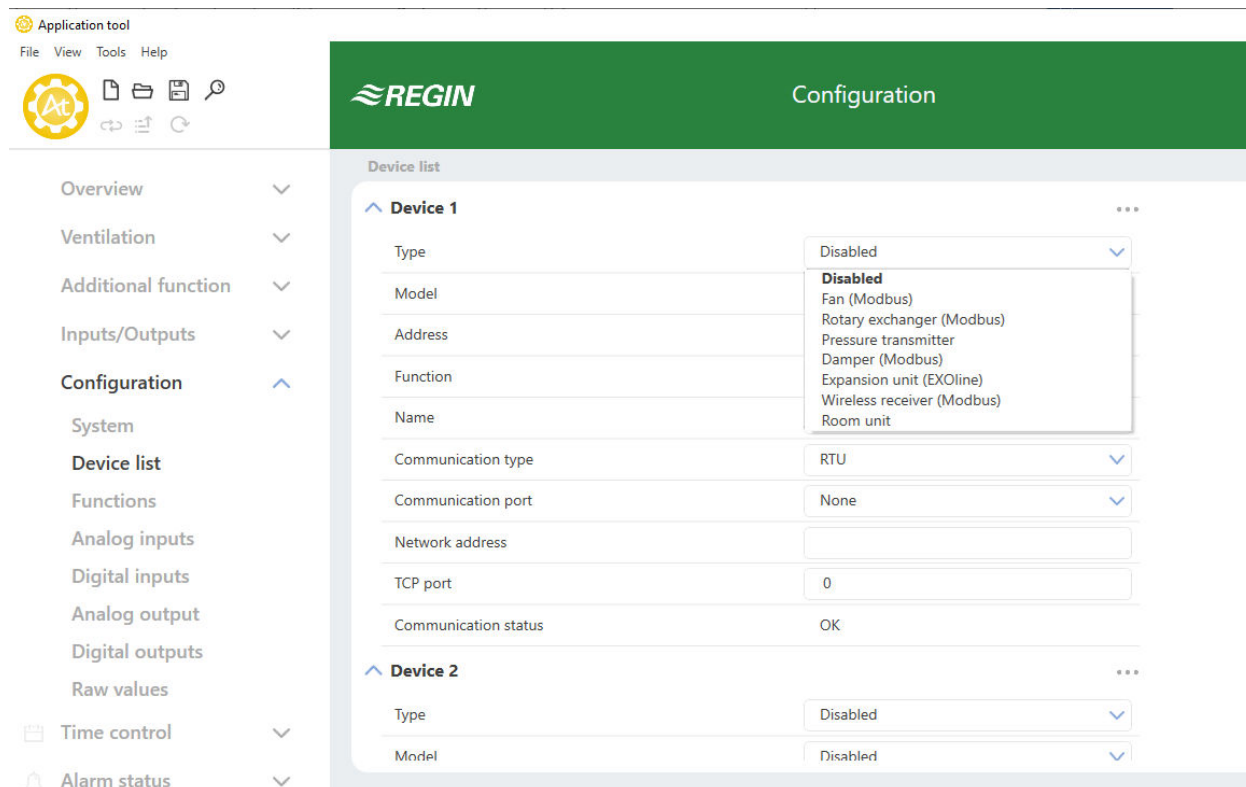 Application tool
File View Tools Help
At
REGIN
Configuration
Overview
Ventilation
Additional function
Inputs/Outputs
Configuration
System
Device list
Functions
Analog inputs
Digital inputs
Analog output
Digital outputs
Raw values
Time control
Alarm status
Device list
Device 1
Type Disabled
Disabled
Fan (Modbus)
Rotary exchanger (Modbus)
Pressure transmitter
Damper (Modbus)
Expansion unit (EXOline)
Wireless receiver (Modbus)
Room unit
Model
Address
Function
Name
Communication type RTU
Communication port None
Network address
TCP port 0
Communication status OK
Device 2
Type Disabled
Model Disabled